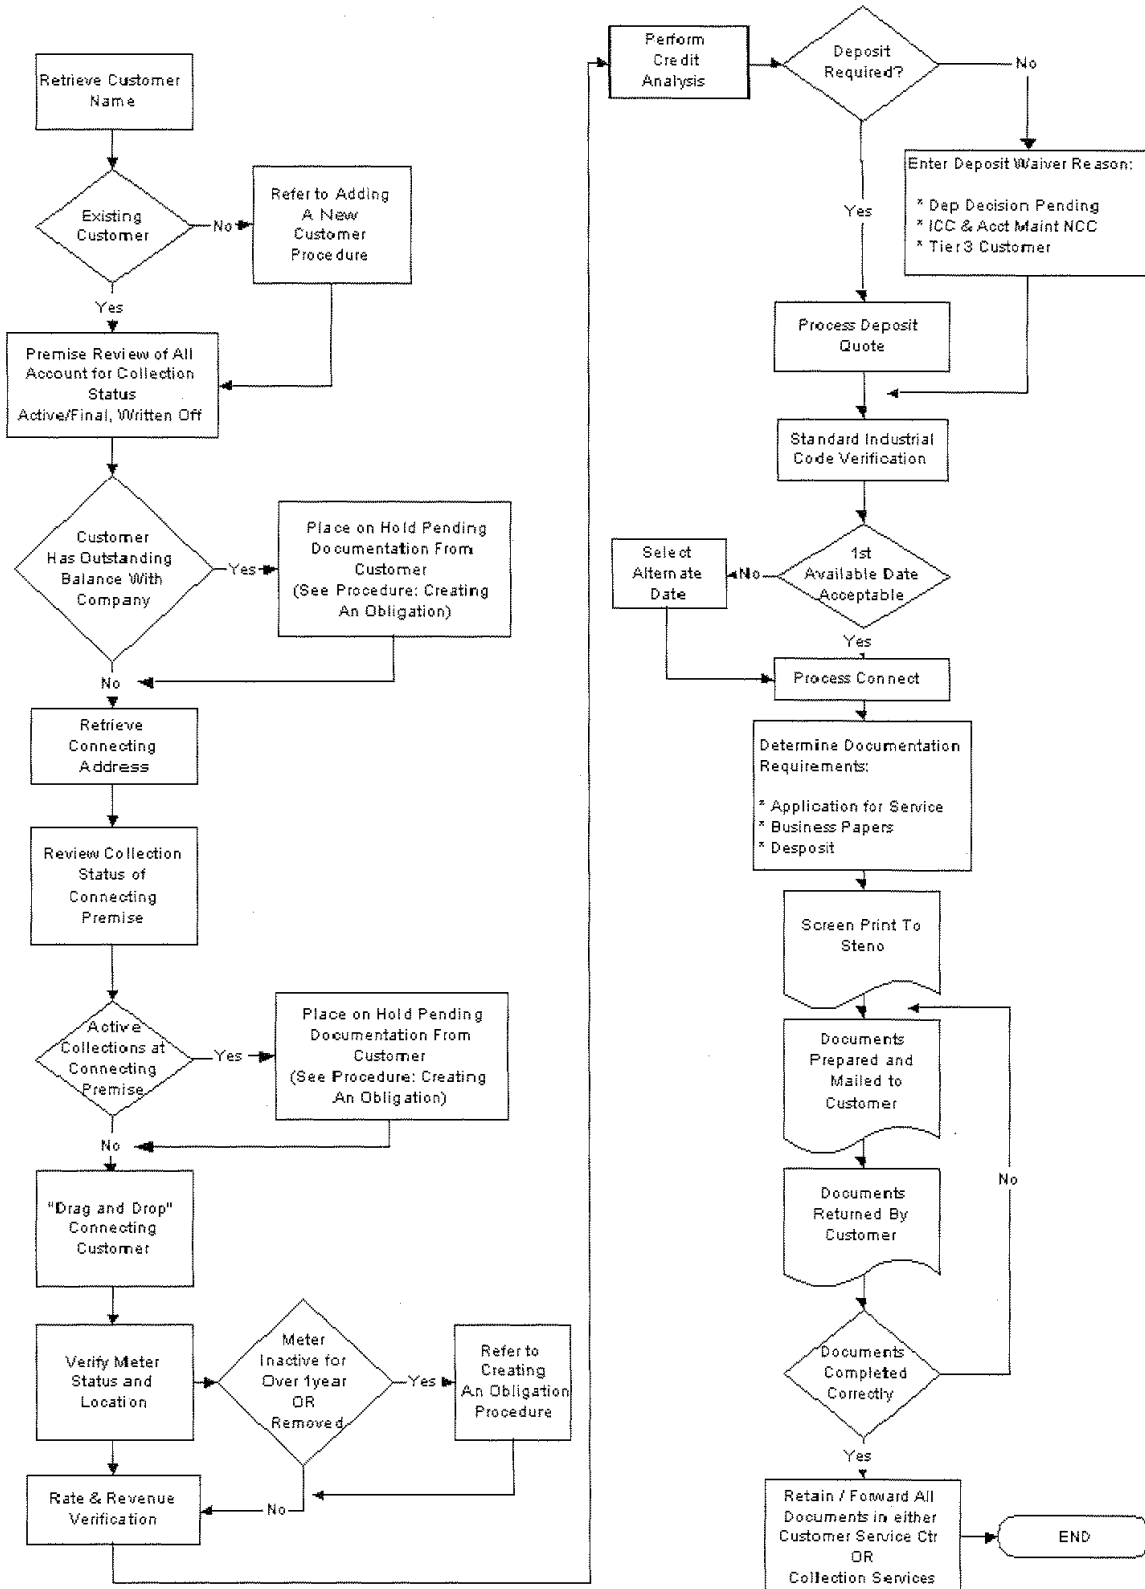 Retrieve Customer
Name
Existing
Customer
No
Refer to Adding
A New
Customer
Procedure
Yes
Premise Review of All
Account for Collection
Status
Active/Final, Written Off
Customer
Has Outstanding
Balance With
Company
Yes
Place on Hold Pending
Documentation From
Customer
(See Procedure: Creating
An Obligation)
No
Retrieve
Connecting
Address
Review Collection
Status of
Connecting
Premise
Active
Collections at
Connecting
Premise
Yes
Place on Hold Pending
Documentation From
Customer
(See Procedure: Creating
An Obligation)
No
"Drag and Drop"
Connecting
Customer
Verify Meter
Status and
Location
Meter
Inactive for
Over 1year
OR
Removed
Yes
Refer to
Creating
An Obligation
Procedure
No
Rate & Revenue
Verification
Perform
Credit
Analysis
Deposit
Required?
No
Enter Deposit Waiver Reason:
* Dep Decision Pending
* ICC & Acct Maint NCC
* Tier 3 Customer
Yes
Process Deposit
Quote
Standard Industrial
Code Verification
1st
Available Date
Acceptable
No
Select
Alternate
Date
Yes
Process Connect
Determine Documentation
Requirements:
* Application for Service
* Business Papers
* Desposit
Screen Print To
Steno
Documents
Prepared and
Mailed to
Customer
Documents
Returned By
Customer
No
Documents
Completed
Correctly
Yes
Retain / Forward All
Documents in either
Customer Service Ctr
OR
Collection Services
END